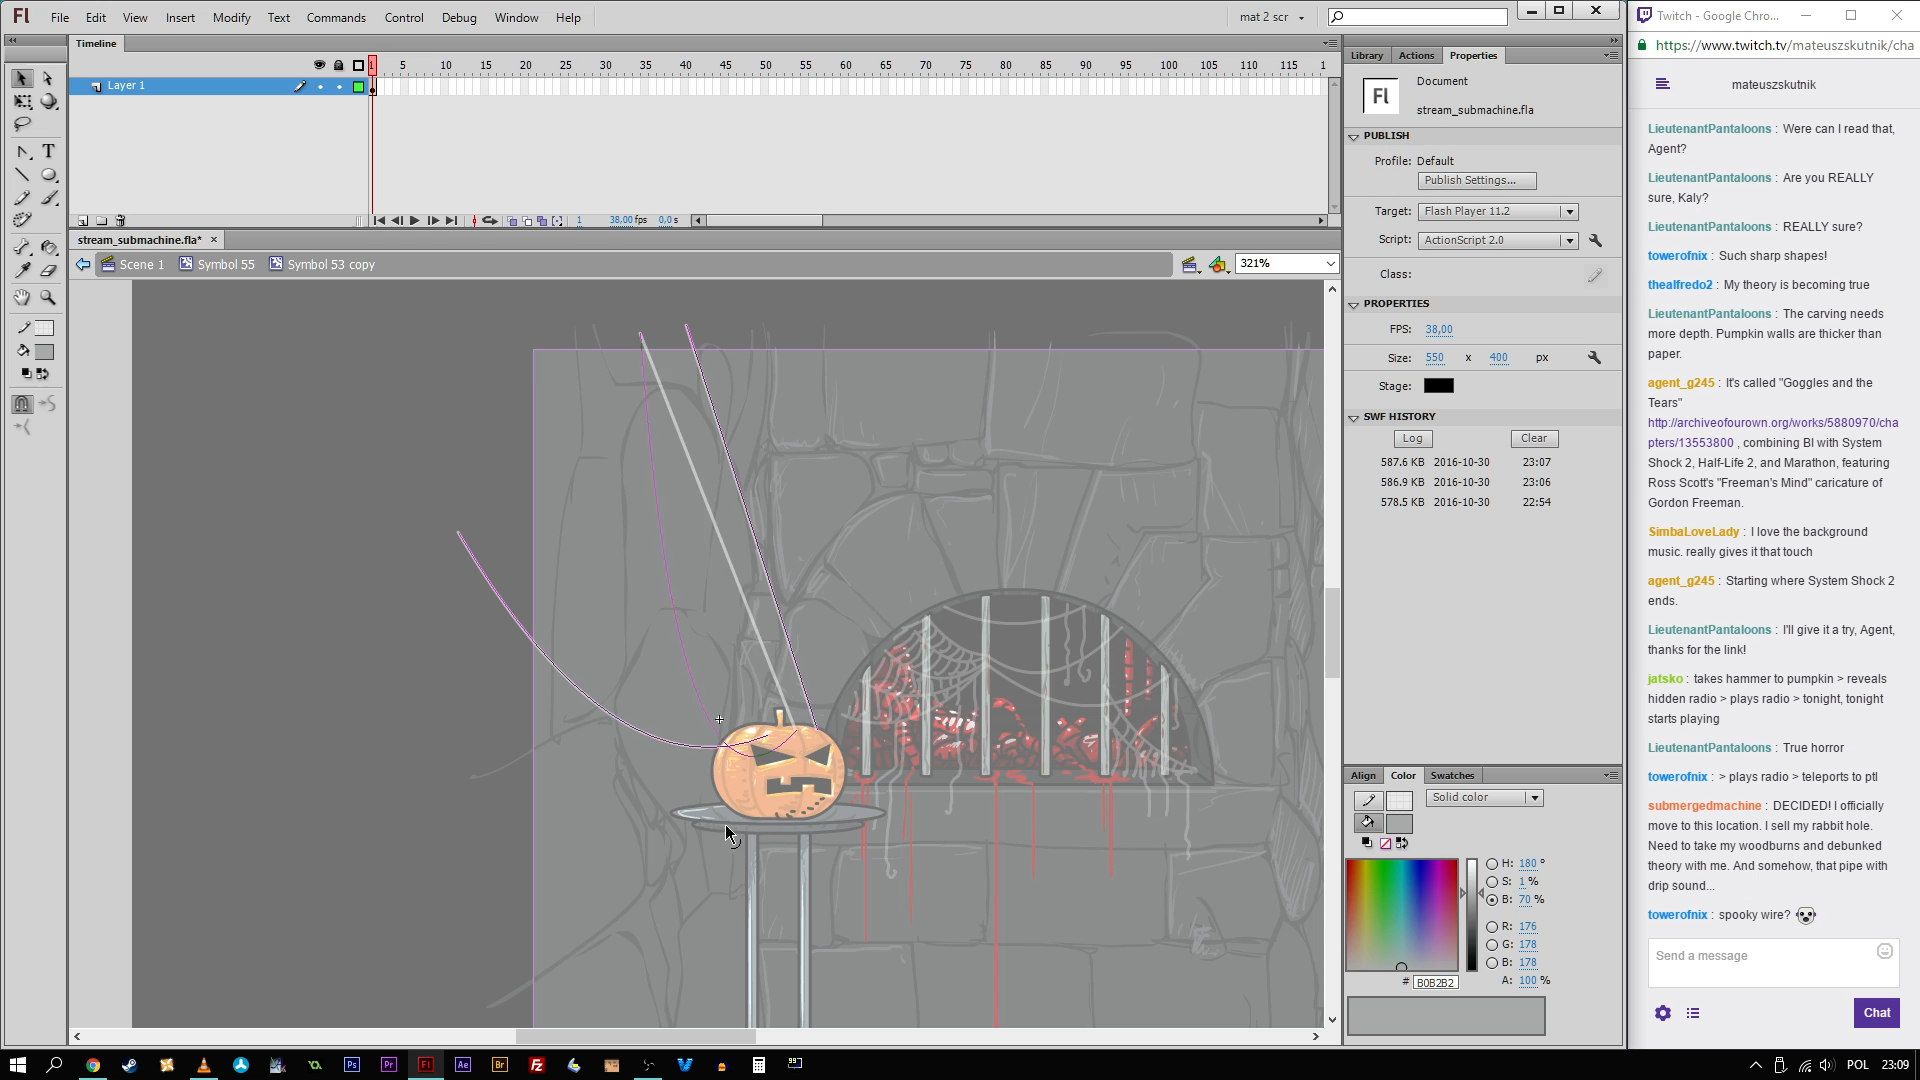 Fl File Edit View Insert Modify Text Commands Control Debug Window Help mat 2 scr
Twitch - Google Chro...
https://www.twitch.tv/mateuszskutnik/cha
Timeline
1 5 10 15 20 25 30 35 40 45 50 55 60 65 70 75 80 85 90 95 100 105 110 115 1
Layer 1
1 38,00 fps 0,0 s
stream_submachine.fla*
Scene 1 Symbol 55 Symbol 53 copy
321%
Library Actions Properties
Fl
Document
stream_submachine.fla
PUBLISH
Profile: Default
Publish Settings...
Target: Flash Player 11.2
Script: ActionScript 2.0
Class:
PROPERTIES
FPS: 38,00
Size: 550 x 400 px
Stage:
SWF HISTORY
Log Clear
587.6 KB 2016-10-30 23:07
586.9 KB 2016-10-30 23:06
578.5 KB 2016-10-30 22:54
Align Color Swatches
Solid color
H: 180 °
S: 1 %
B: 70 %
R: 176
G: 178
B: 178
# B0B2B2 A: 100 %
mateuszskutnik
LieutenantPantaloons : Were can I read that,
Agent?
LieutenantPantaloons : Are you REALLY
sure, Kaly?
LieutenantPantaloons : REALLY sure?
towerofnix : Such sharp shapes!
thealfredo2 : My theory is becoming true
LieutenantPantaloons : The carving needs
more depth. Pumpkin walls are thicker than
paper.
agent_g245 : It's called "Goggles and the
Tears"
http://archiveofourown.org/works/5880970/cha
pters/13553800 , combining BI with System
Shock 2, Half-Life 2, and Marathon, featuring
Ross Scott's "Freeman's Mind" caricature of
Gordon Freeman.
SimbaLoveLady : I love the background
music. really gives it that touch
agent_g245 : Starting where System Shock 2
ends.
LieutenantPantaloons : I'll give it a try, Agent,
thanks for the link!
jatsko : takes hammer to pumpkin > reveals
hidden radio > plays radio > tonight, tonight
starts playing
LieutenantPantaloons : True horror
towerofnix : > plays radio > teleports to ptl
submergedmachine : DECIDED! I officially
move to this location. I sell my rabbit hole.
Need to take my woodburns and debunked
theory with me. And somehow, that pipe with
drip sound...
towerofnix : spooky wire?
Send a message
Chat
Ps Pr Fl Ae Br Fz
POL 23:09